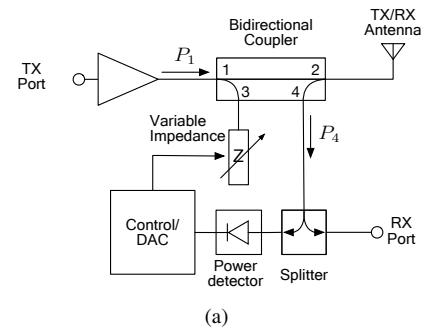 Bidirectional
Coupler
TX/RX
Antenna
TX
Port
P₁
1
2
3
4
Variable
Impedance
Z
P₄
Control/
DAC
RX
Port
Power
detector
Splitter
(a)